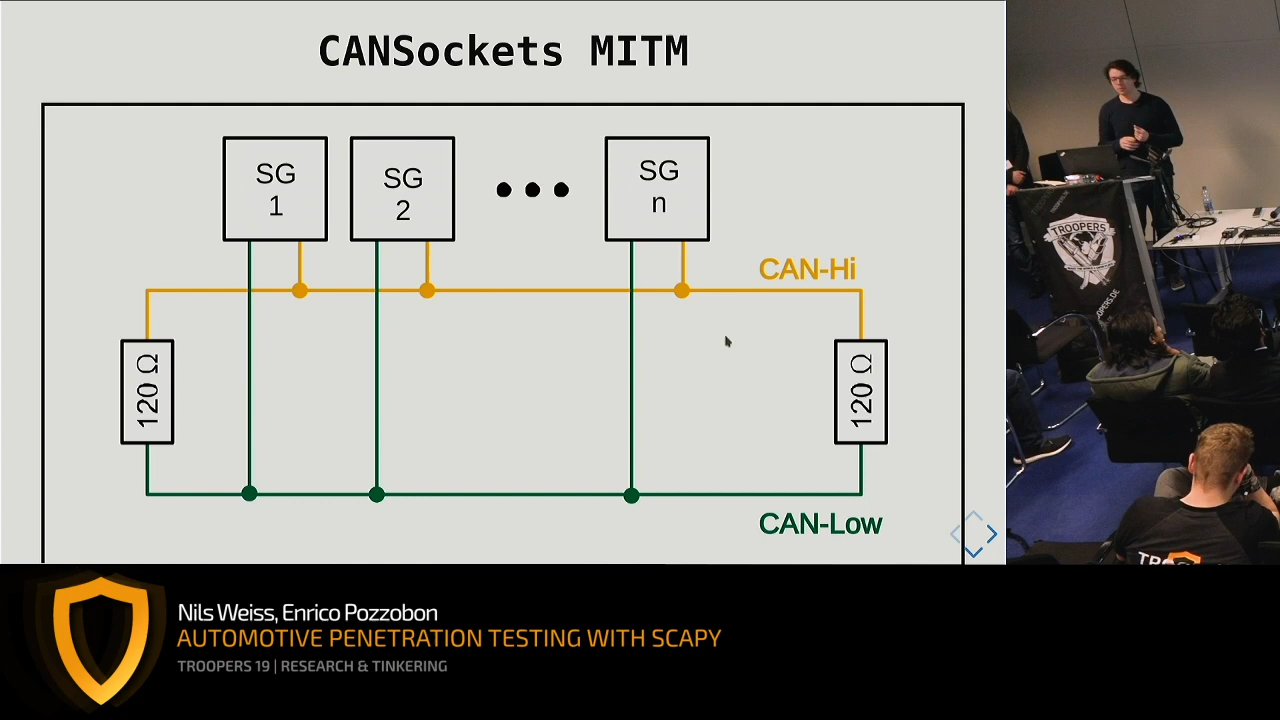 CANSockets MITM
SG
1
SG
2
SG
n
CAN-Hi
120 Ω
120 Ω
CAN-Low
TROOPERS
Nils Weiss, Enrico Pozzobon
AUTOMOTIVE PENETRATION TESTING WITH SCAPY
TROOPERS 19 | RESEARCH & TINKERING